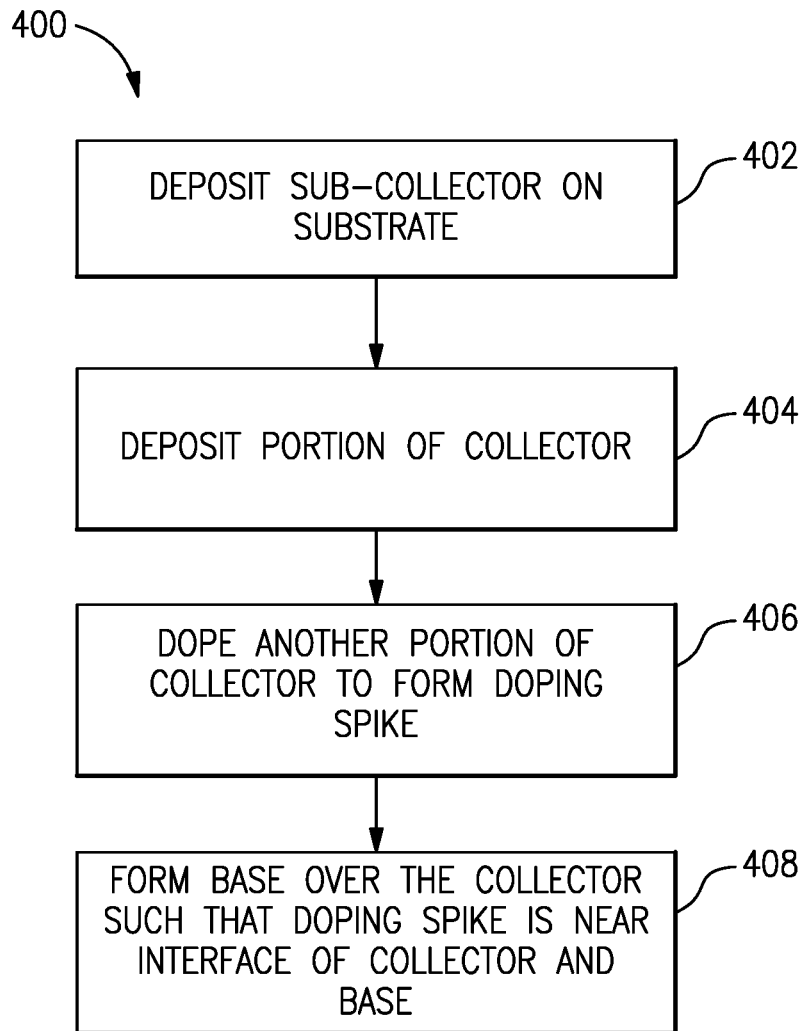 400
DEPOSIT SUB-COLLECTOR ON
SUBSTRATE
402
DEPOSIT PORTION OF COLLECTOR
404
DOPE ANOTHER PORTION OF
COLLECTOR TO FORM DOPING
SPIKE
406
FORM BASE OVER THE COLLECTOR
SUCH THAT DOPING SPIKE IS NEAR
INTERFACE OF COLLECTOR AND
BASE
408